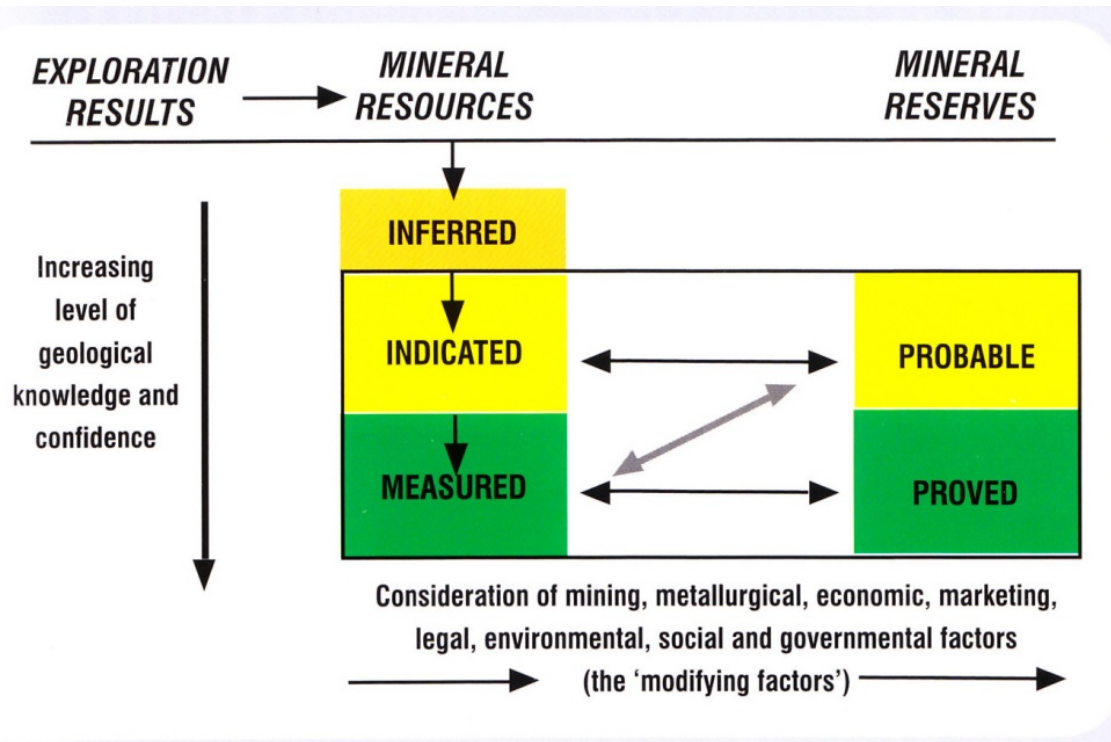 EXPLORATION
RESULTS
MINERAL
RESOURCES
MINERAL
RESERVES
Increasing
level of
geological
knowledge and
confidence
INFERRED
INDICATED
MEASURED
PROBABLE
PROVED
Consideration of mining, metallurgical, economic, marketing,
legal, environmental, social and governmental factors
(the ‘modifying factors’)